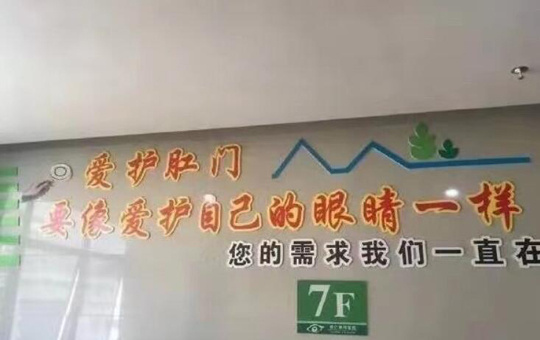 爱护肛门
要像爱护自己的眼睛一样
您的需求我们一直在
7F